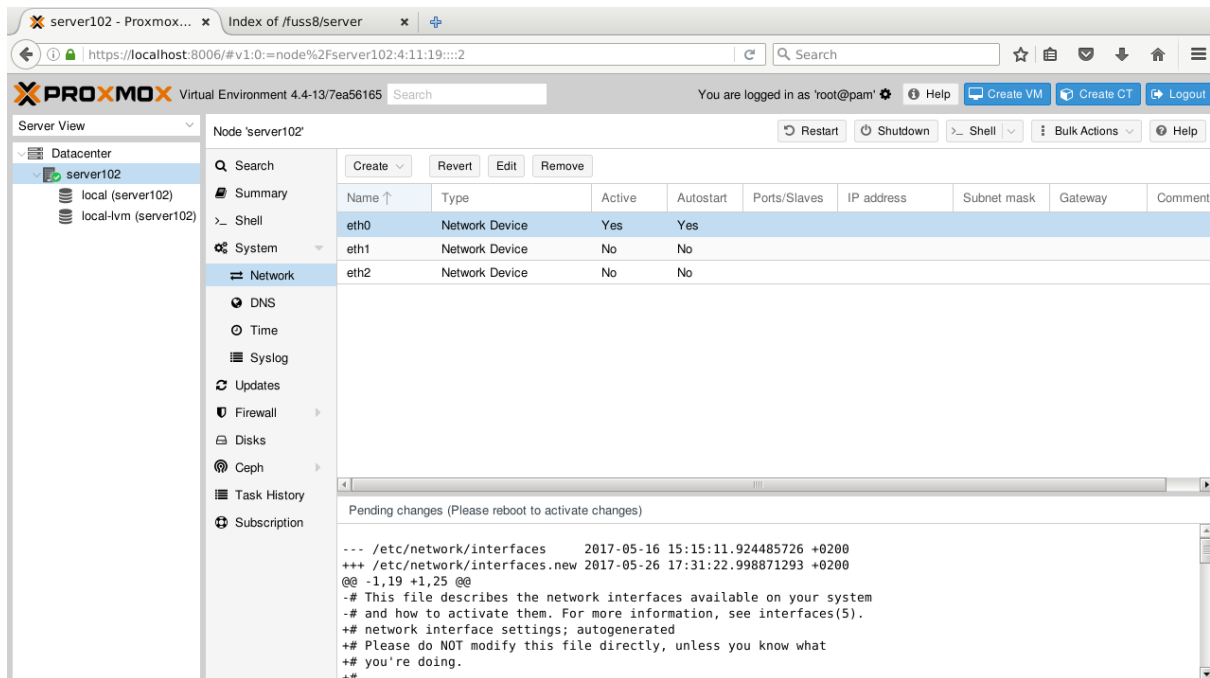 server102 - Proxmox... × Index of /fuss8/server ×
https://localhost:8006/#v1:0:=node%2Fserver102:4:11:19::::2 Search
PROXMOX Virtual Environment 4.4-13/7ea56165 Search You are logged in as 'root@pam' Help Create VM Create CT Logout
Server View
Node 'server102' Restart Shutdown >_ Shell Bulk Actions Help
Datacenter
server102
local (server102)
local-lvm (server102)
Search
Summary
>_ Shell
System
Network
DNS
Time
Syslog
Updates
Firewall
Disks
Ceph
Task History
Subscription
Create Revert Edit Remove
Name ↑ Type Active Autostart Ports/Slaves IP address Subnet mask Gateway Comment
eth0 Network Device Yes Yes
eth1 Network Device No No
eth2 Network Device No No
Pending changes (Please reboot to activate changes)
--- /etc/network/interfaces 2017-05-16 15:15:11.924485726 +0200
+++ /etc/network/interfaces.new 2017-05-26 17:31:22.998871293 +0200
@@ -1,19 +1,25 @@
-# This file describes the network interfaces available on your system
-# and how to activate them. For more information, see interfaces(5).
+# network interface settings; autogenerated
+# Please do NOT modify this file directly, unless you know what
+# you're doing.
+#